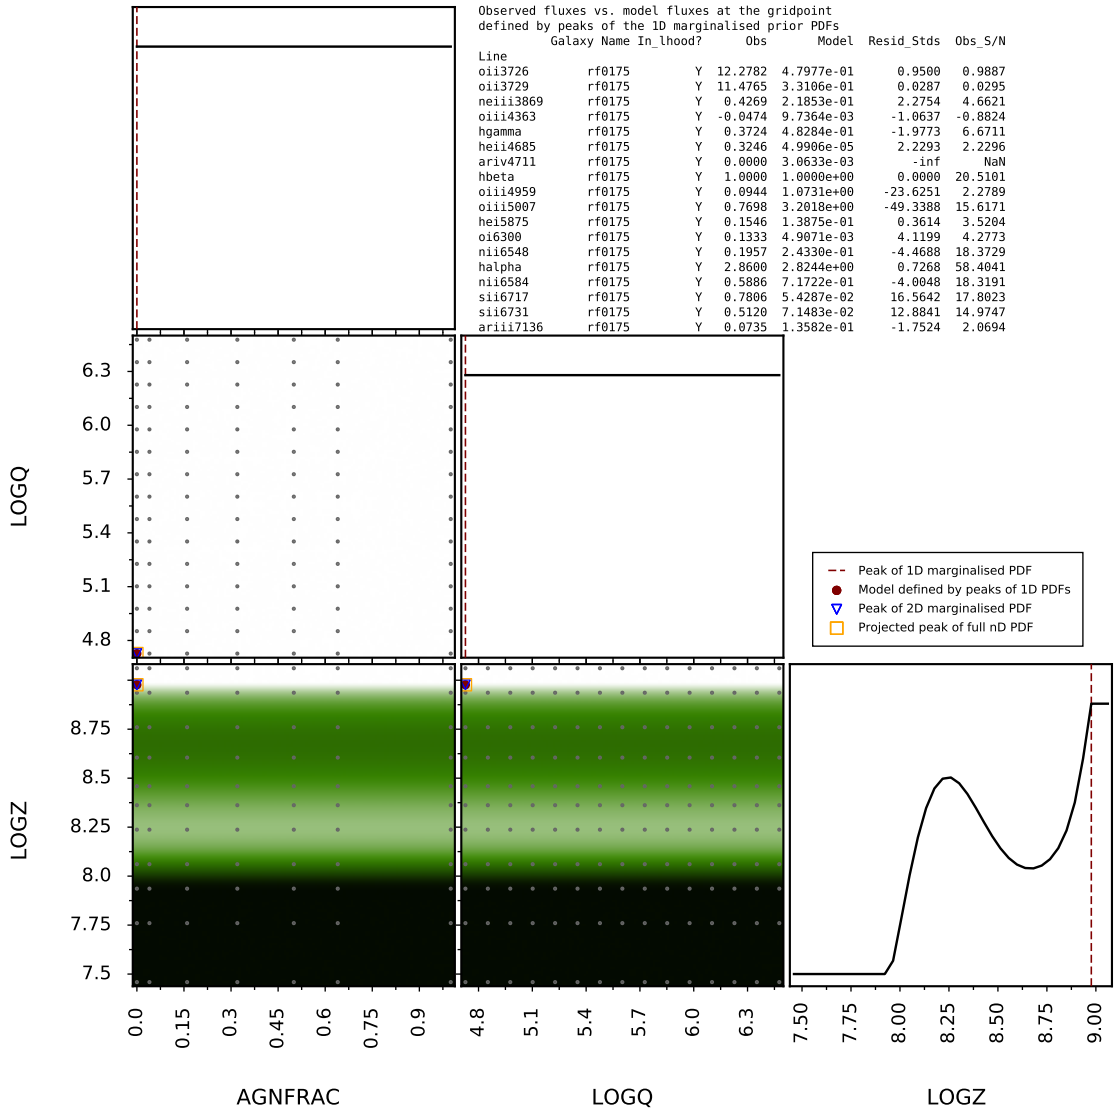 Observed fluxes vs. model fluxes at the gridpoint
defined by peaks of the 1D marginalised prior PDFs
Galaxy Name In_lhood? Obs Model Resid_Stds Obs_S/N
Line
oii3726 rf0175 Y 12.2782 4.7977e-01 0.9500 0.9887
oii3729 rf0175 Y 11.4765 3.3106e-01 0.0287 0.0295
neiii3869 rf0175 Y 0.4269 2.1853e-01 2.2754 4.6621
oiii4363 rf0175 Y -0.0474 9.7364e-03 -1.0637 -0.8824
hgamma rf0175 Y 0.3724 4.8284e-01 -1.9773 6.6711
heii4685 rf0175 Y 0.3246 4.9906e-05 2.2293 2.2296
ariv4711 rf0175 Y 0.0000 3.0633e-03 -inf NaN
hbeta rf0175 Y 1.0000 1.0000e+00 0.0000 20.5101
oiii4959 rf0175 Y 0.0944 1.0731e+00 -23.6251 2.2789
oiii5007 rf0175 Y 0.7698 3.2018e+00 -49.3388 15.6171
hei5875 rf0175 Y 0.1546 1.3875e-01 0.3614 3.5204
oi6300 rf0175 Y 0.1333 4.9071e-03 4.1199 4.2773
nii6548 rf0175 Y 0.1957 2.4330e-01 -4.4688 18.3729
halpha rf0175 Y 2.8600 2.8244e+00 0.7268 58.4041
nii6584 rf0175 Y 0.5886 7.1722e-01 -4.0048 18.3191
sii6717 rf0175 Y 0.7806 5.4287e-02 16.5642 17.8023
sii6731 rf0175 Y 0.5120 7.1483e-02 12.8841 14.9747
ariii7136 rf0175 Y 0.0735 1.3582e-01 -1.7524 2.0694
LOGQ
6.3
6.0
5.7
5.4
5.1
4.8
Peak of 1D marginalised PDF
Model defined by peaks of 1D PDFs
Peak of 2D marginalised PDF
Projected peak of full nD PDF
LOGZ
8.75
8.5
8.25
8.0
7.75
7.5
0.0 0.15 0.3 0.45 0.6 0.75 0.9
4.8 5.1 5.4 5.7 6.0 6.3
7.50 7.75 8.00 8.25 8.50 8.75 9.00
AGNFRAC LOGQ LOGZ